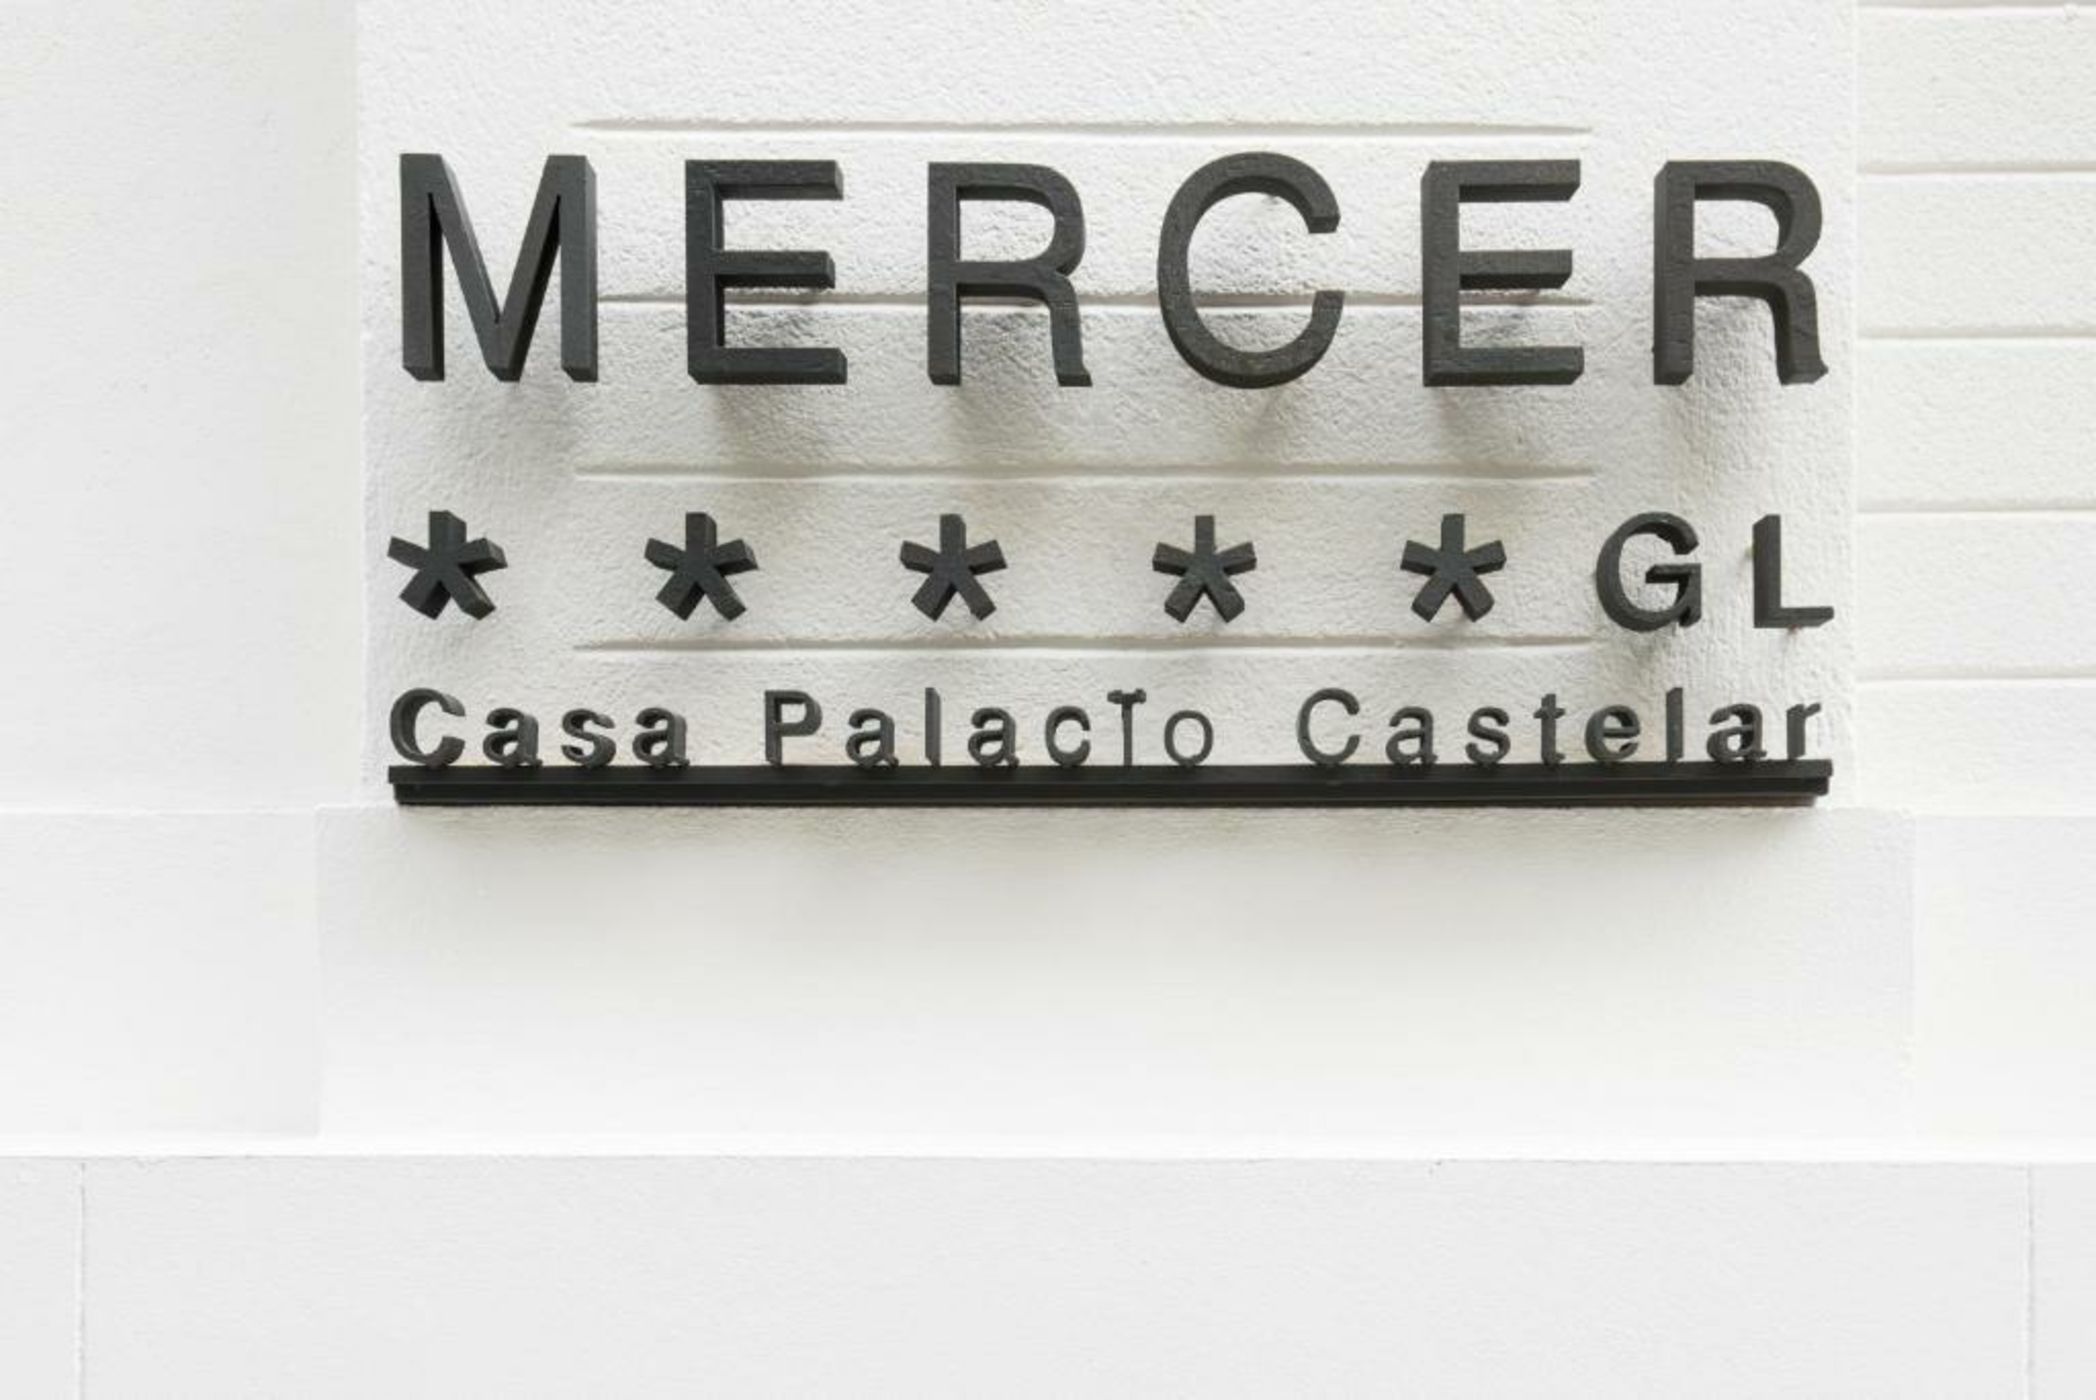 MERCER
* * * * * GL
Casa Palacio Castelar